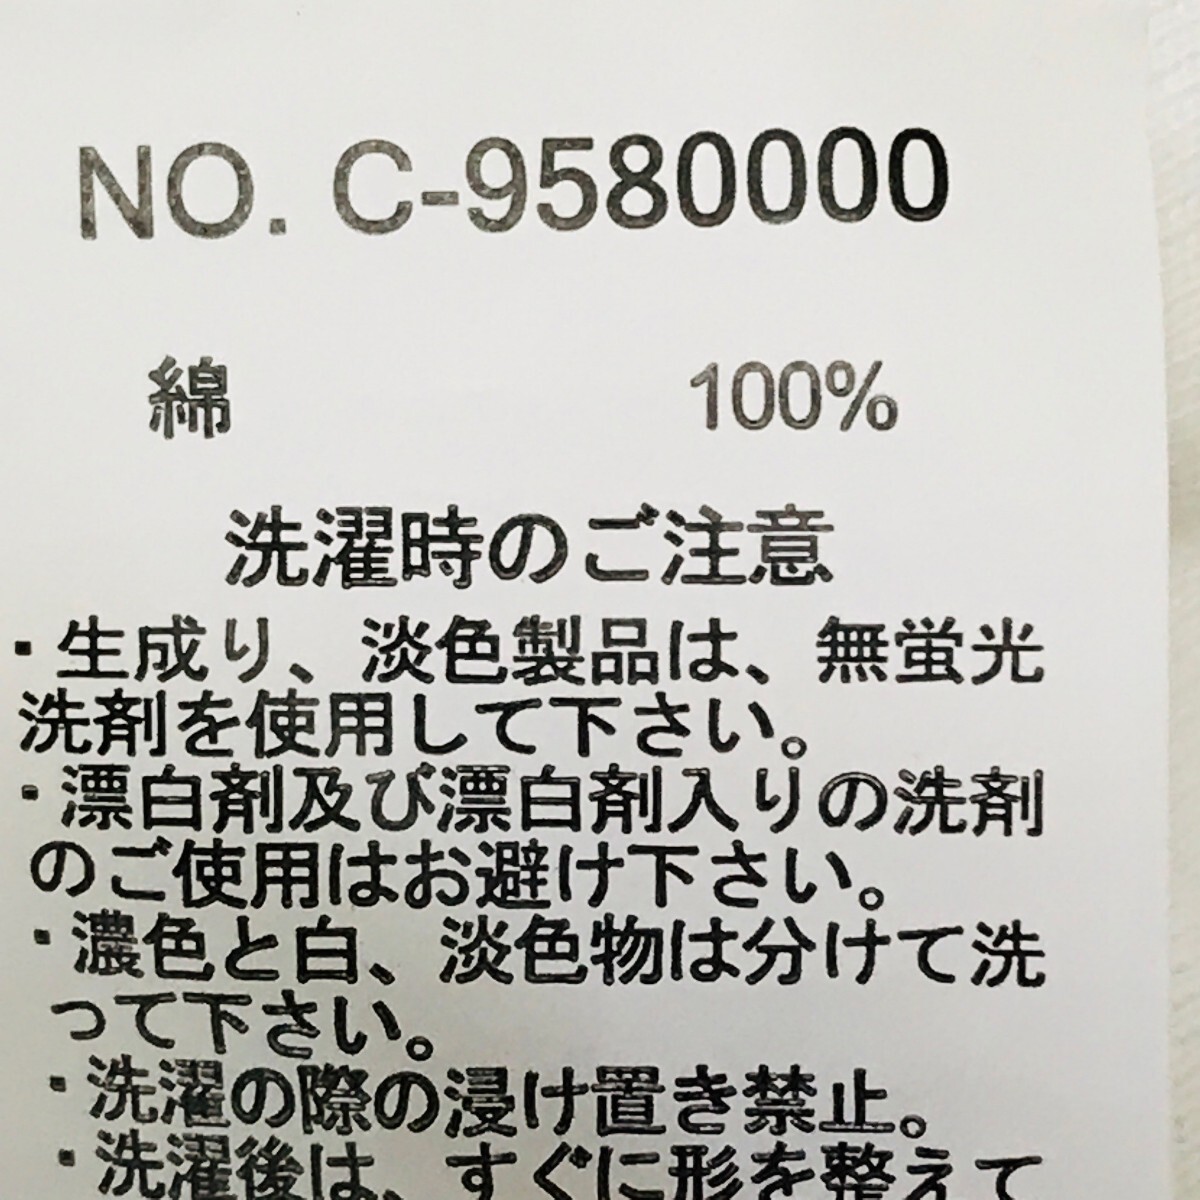 NO. C-9580000
綿 100%
洗濯時のご注意
・生成り、淡色製品は、無蛍光
洗剤を使用して下さい。
・漂白剤及び漂白剤入りの洗剤
のご使用はお避け下さい。
・濃色と白、淡色物は分けて洗
って下さい。
・洗濯の際の浸け置き禁止。
・洗濯後は、すぐに形を整えて